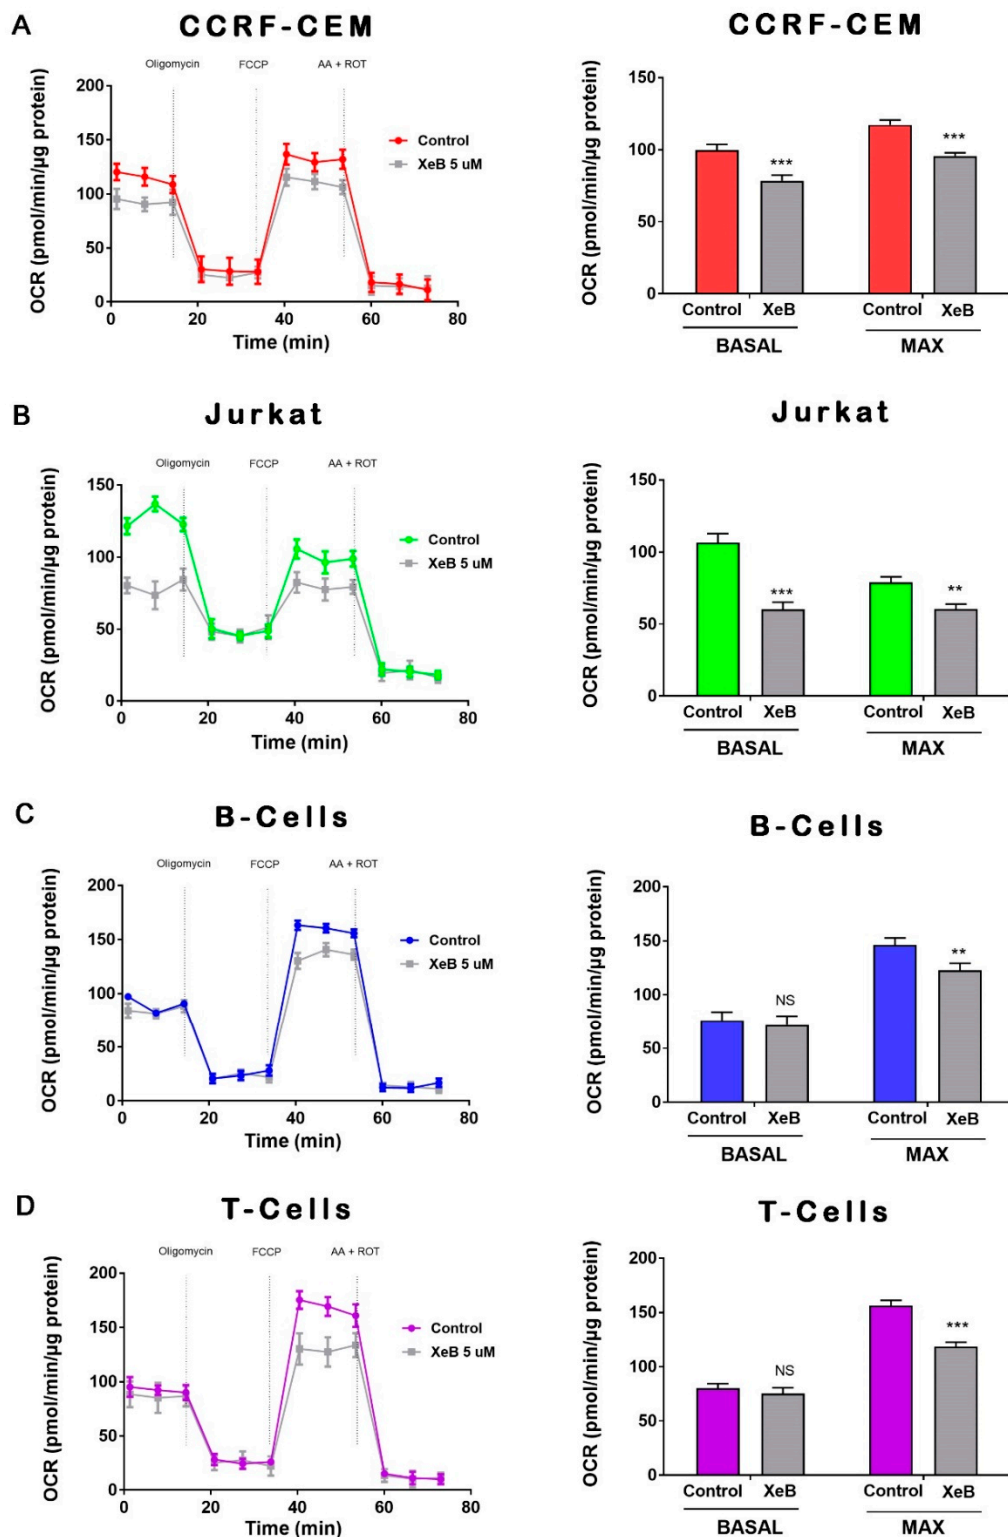 A
CCRF-CEM
Oligomycin FCCP AA + ROT
OCR (pmol/min/µg protein)
200
150
100
50
0
0 20 40 60 80
Time (min)
Control
XeB 5 uM
CCRF-CEM
OCR (pmol/min/µg protein)
150
100
50
0
***
***
Control XeB Control XeB
BASAL MAX
B
Jurkat
Oligomycin FCCP AA + ROT
OCR (pmol/min/µg protein)
150
100
50
0
0 20 40 60 80
Time (min)
Control
XeB 5 uM
Jurkat
OCR (pmol/min/µg protein)
150
100
50
0
***
**
Control XeB Control XeB
BASAL MAX
C
B-Cells
Oligomycin FCCP AA + ROT
OCR (pmol/min/µg protein)
200
150
100
50
0
0 20 40 60 80
Time (min)
Control
XeB 5 uM
B-Cells
OCR (pmol/min/µg protein)
200
150
100
50
0
NS
**
Control XeB Control XeB
BASAL MAX
D
T-Cells
Oligomycin FCCP AA + ROT
OCR (pmol/min/µg protein)
200
150
100
50
0
0 20 40 60 80
Time (min)
Control
XeB 5 uM
T-Cells
OCR (pmol/min/µg protein)
200
150
100
50
0
NS
***
Control XeB Control XeB
BASAL MAX